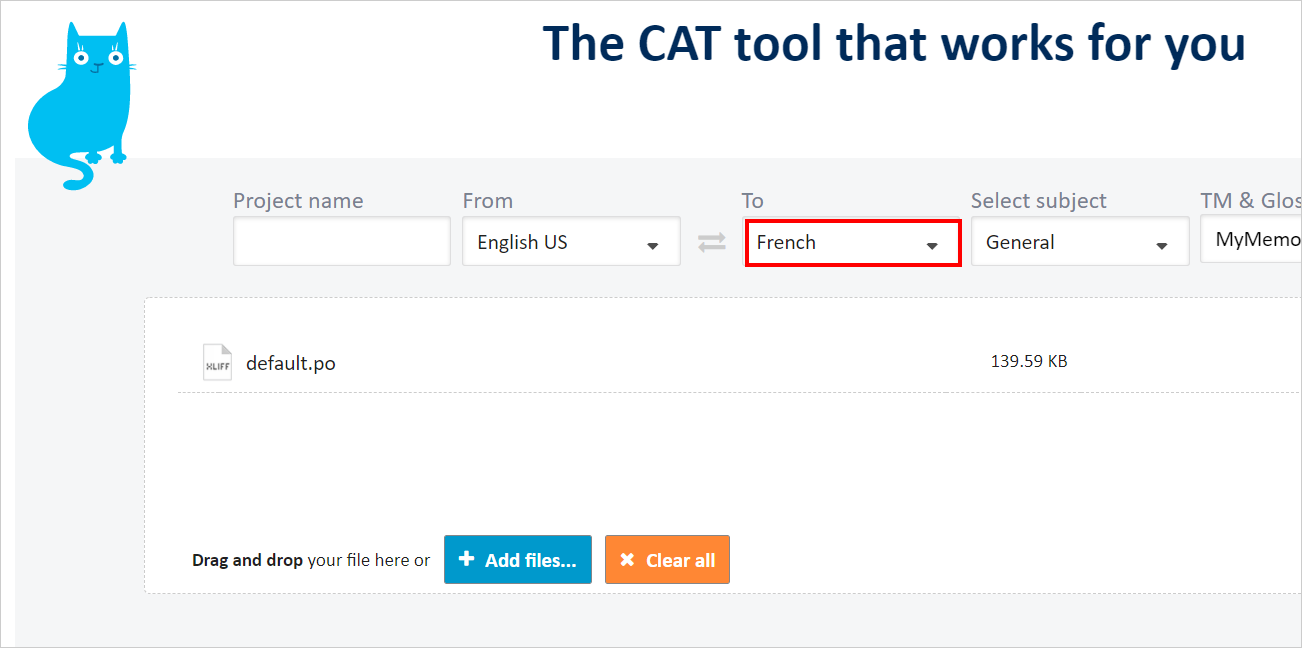 The CAT tool that works for you
Project name From To Select subject TM & Glos
English US French General MyMemo
XLIFF default.po 139.59 KB
Drag and drop your file here or + Add files... × Clear all